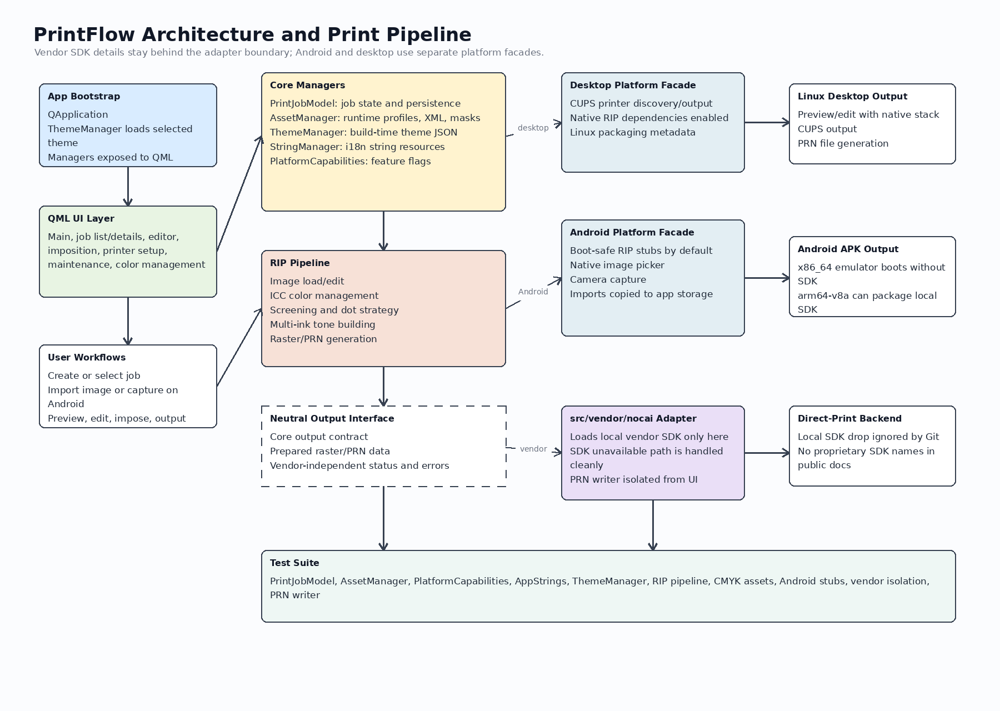 PrintFlow Architecture and Print Pipeline
Vendor SDK details stay behind the adapter boundary; Android and desktop use separate platform facades.
App Bootstrap
QApplication
ThemeManager loads selected
theme
Managers exposed to QML
QML UI Layer
Main, job list/details, editor,
imposition, printer setup,
maintenance, color management
User Workflows
Create or select job
Import image or capture on
Android
Preview, edit, impose, output
Core Managers
PrintJobModel: job state and persistence
AssetManager: runtime profiles, XML, masks
ThemeManager: build-time theme JSON
StringManager: i18n string resources
PlatformCapabilities: feature flags
RIP Pipeline
Image load/edit
ICC color management
Screening and dot strategy
Multi-ink tone building
Raster/PRN generation
Neutral Output Interface
Core output contract
Prepared raster/PRN data
Vendor-independent status and errors
desktop
Android
vendor
Desktop Platform Facade
CUPS printer discovery/output
Native RIP dependencies enabled
Linux packaging metadata
Android Platform Facade
Boot-safe RIP stubs by default
Native image picker
Camera capture
Imports copied to app storage
src/vendor/nocai Adapter
Loads local vendor SDK only here
SDK unavailable path is handled
cleanly
PRN writer isolated from UI
Linux Desktop Output
Preview/edit with native stack
CUPS output
PRN file generation
Android APK Output
x86_64 emulator boots without
SDK
arm64-v8a can package local
SDK
Direct-Print Backend
Local SDK drop ignored by Git
No proprietary SDK names in
public docs
Test Suite
PrintJobModel, AssetManager, PlatformCapabilities, AppStrings, ThemeManager, RIP pipeline, CMYK assets, Android stubs, vendor isolation,
PRN writer